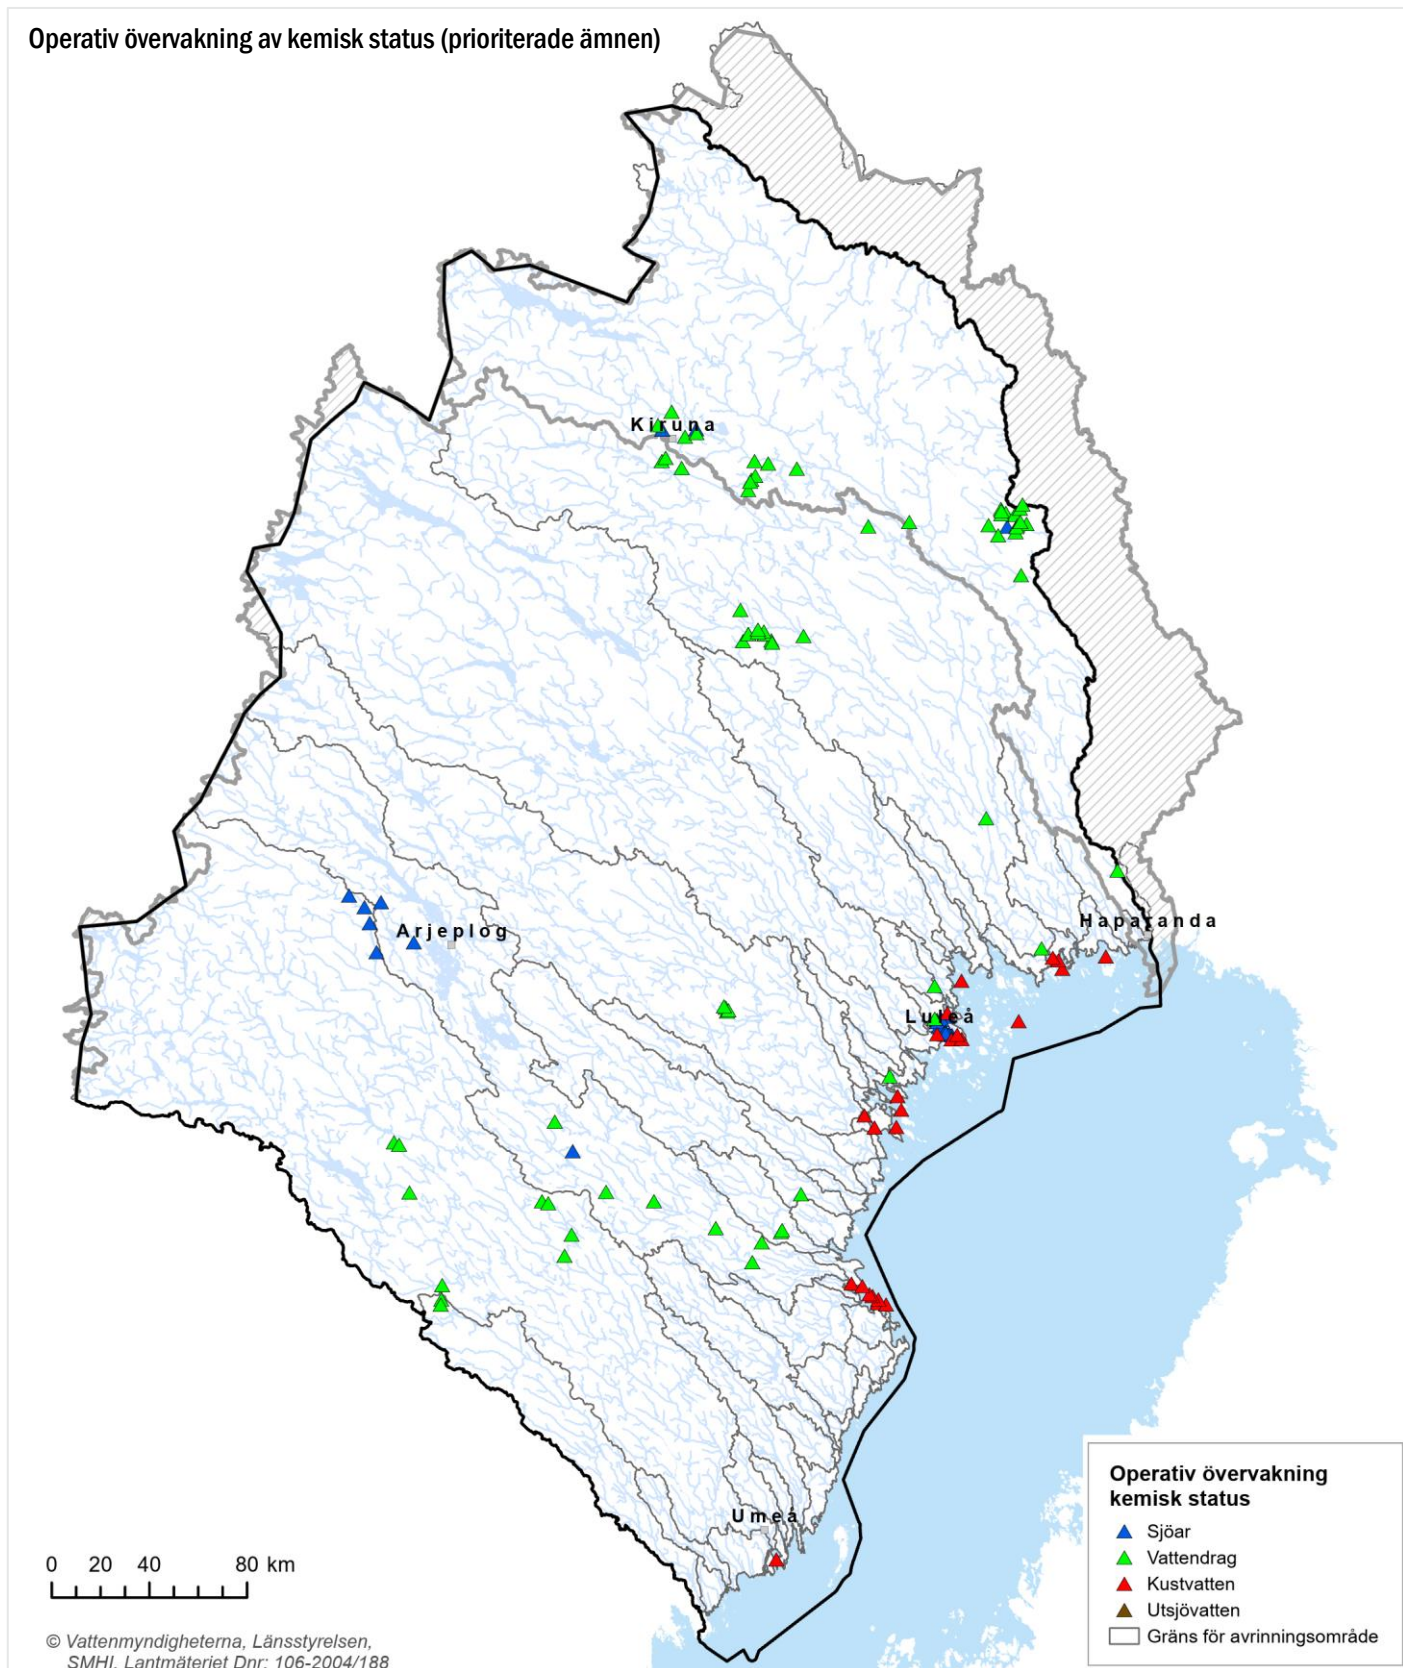 Operativ övervakning av kemisk status (prioriterade ämnen)
Kiruna
Arjeplog
Haparanda
Luleå
Umeå
0 20 40 80 km
© Vattenmyndigheterna, Länsstyrelsen,
SMHI, Lantmäteriet Dnr: 106-2004/188
Operativ övervakning
kemisk status
Sjöar
Vattendrag
Kustvatten
Utsjövatten
Gräns för avrinningsområde